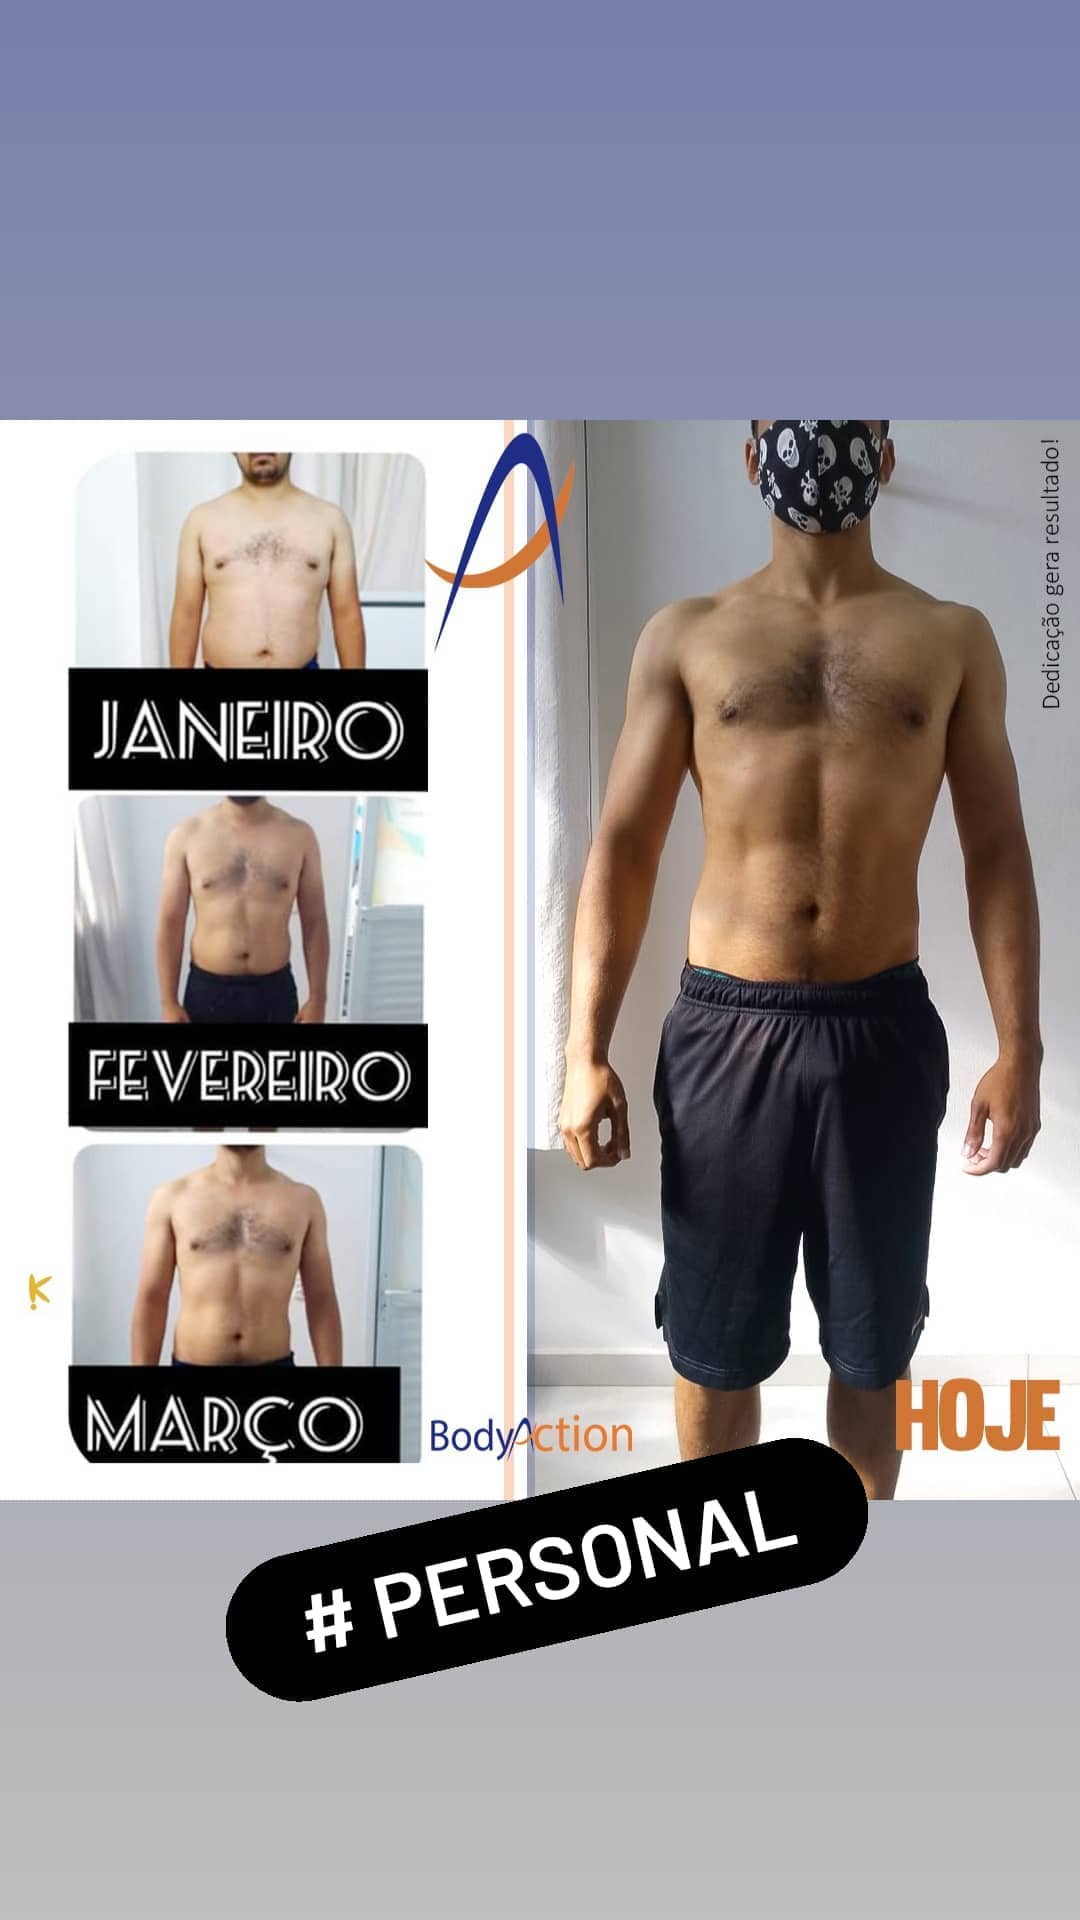 JANEIRO
FEVEREIRO
MARÇO
BodyAction
Dedicação gera resultado!
HOJE
# PERSONAL